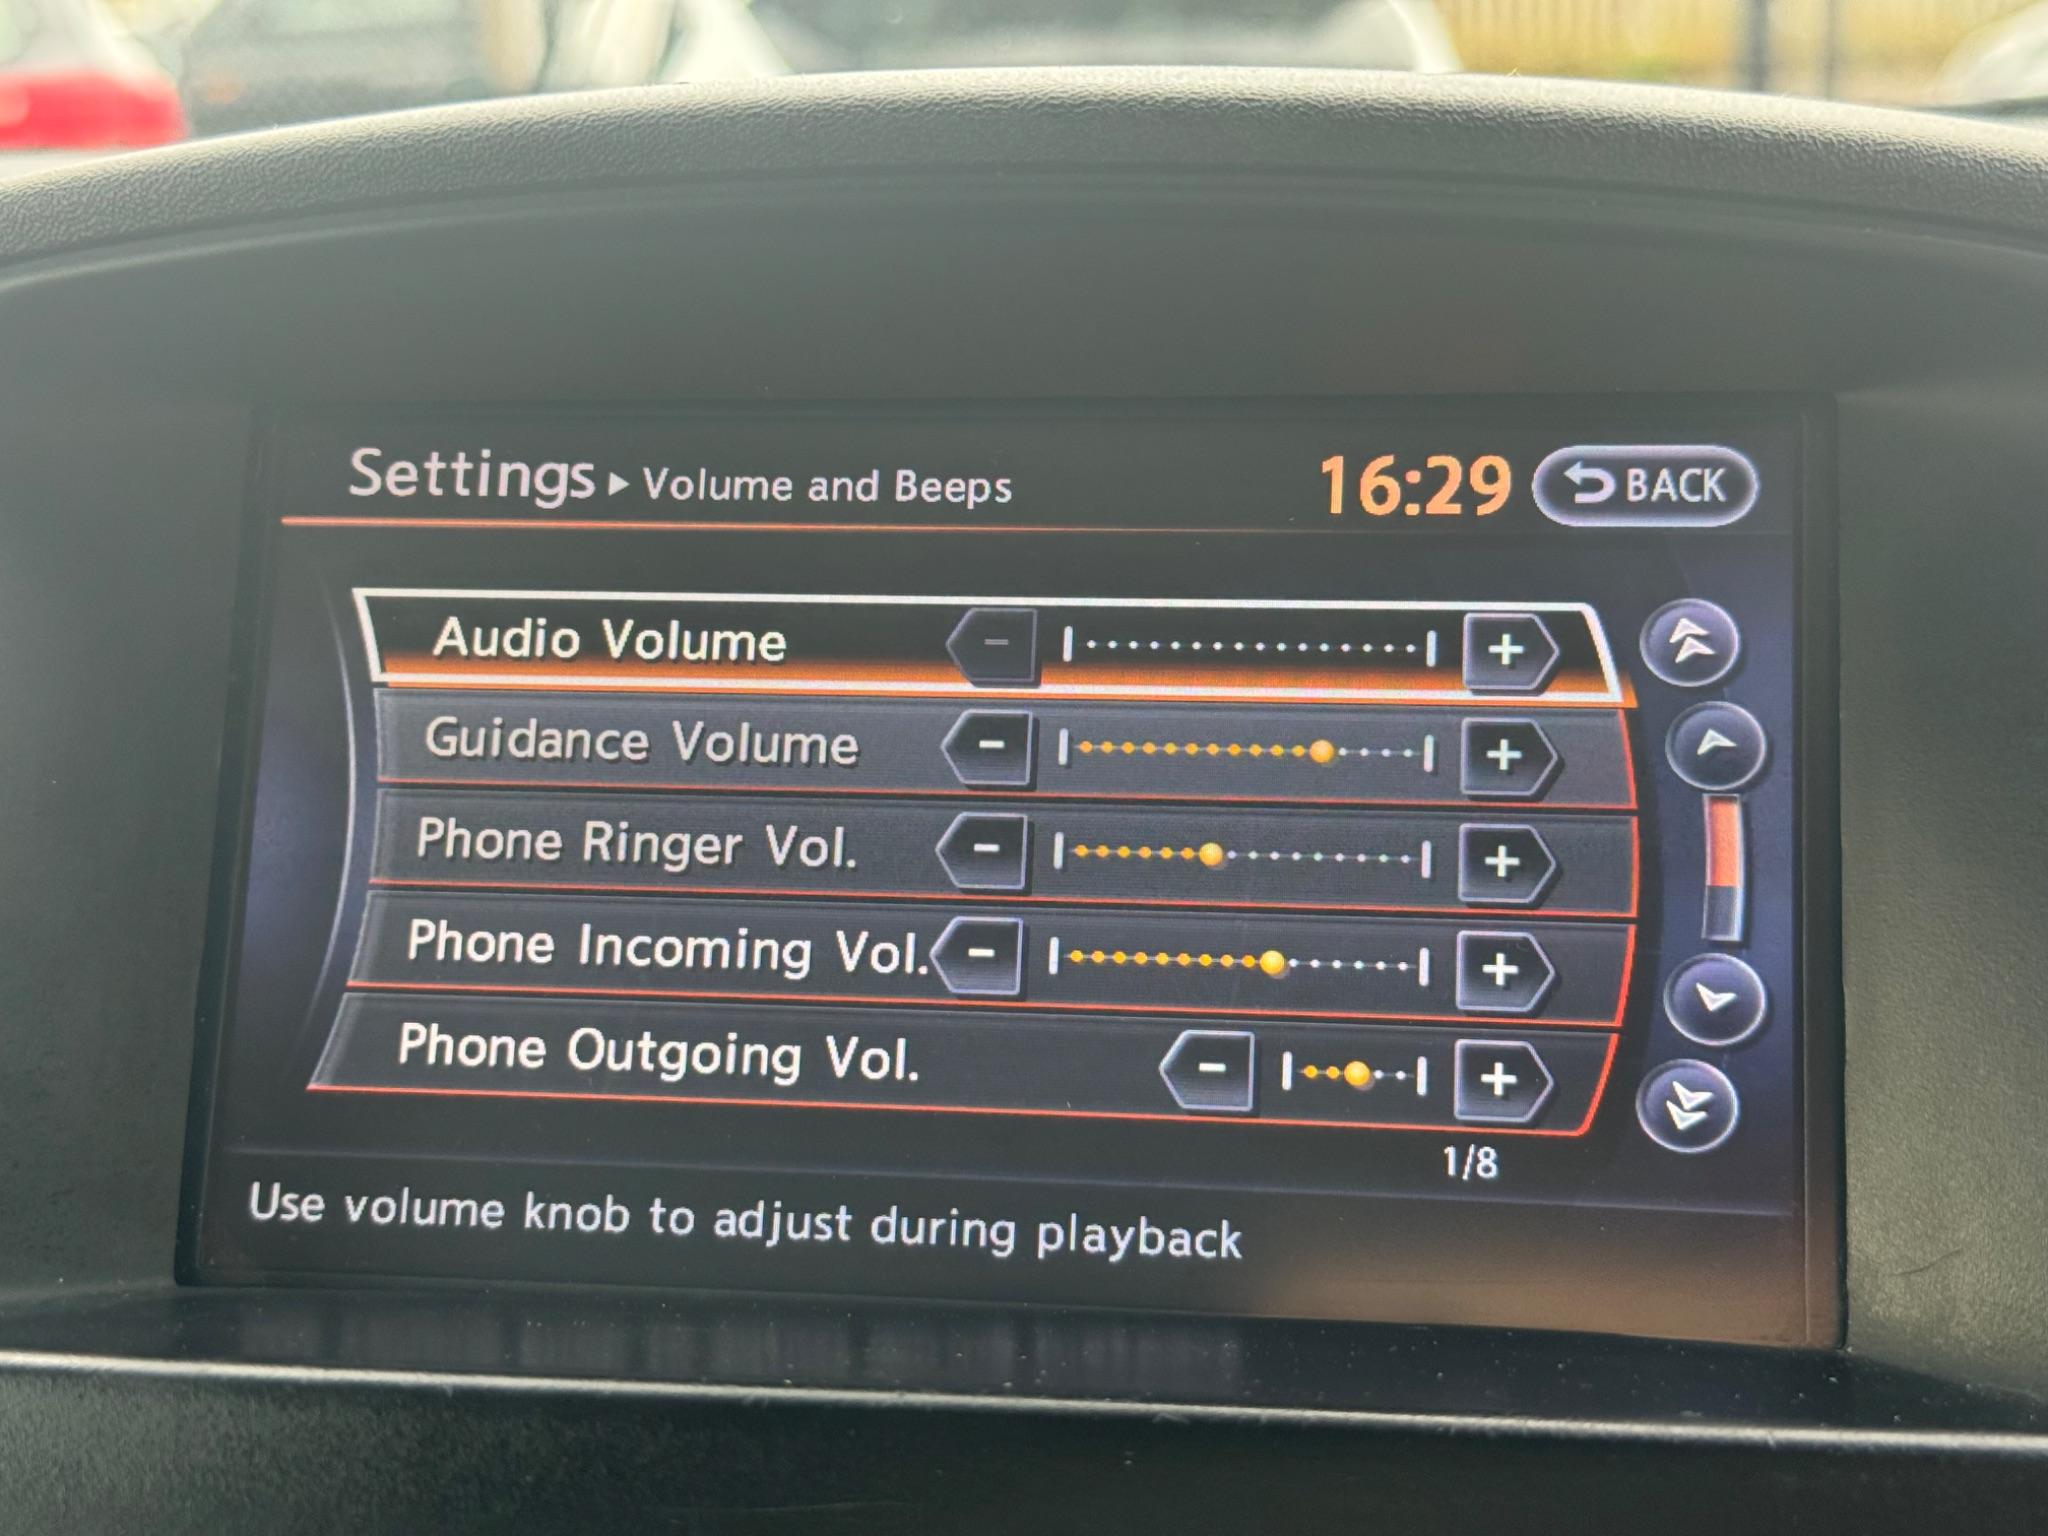 Settings ▸ Volume and Beeps 16:29 BACK
Audio Volume - +
Guidance Volume - +
Phone Ringer Vol. - +
Phone Incoming Vol. - +
Phone Outgoing Vol. - +
1/8
Use volume knob to adjust during playback